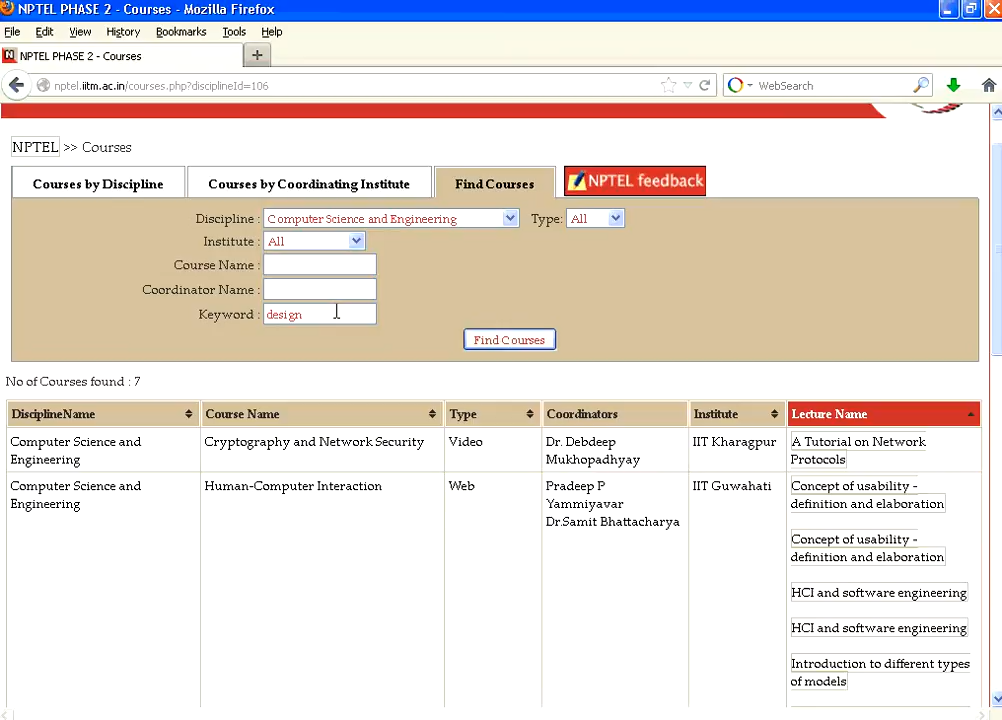 NPTEL PHASE 2 - Courses - Mozilla Firefox
File Edit View History Bookmarks Tools Help
NPTEL PHASE 2 - Courses
nptel.iitm.ac.in/courses.php?disciplineId=106
WebSearch
NPTEL >> Courses
Courses by Discipline Courses by Coordinating Institute Find Courses NPTEL feedback
Discipline : Computer Science and Engineering Type: All
Institute : All
Course Name :
Coordinator Name :
Keyword : design
Find Courses
No of Courses found : 7
DisciplineName Course Name Type Coordinators Institute Lecture Name
Computer Science and Cryptography and Network Security Video Dr. Debdeep IIT Kharagpur A Tutorial on Network
Engineering Mukhopadhyay Protocols
Computer Science and Human-Computer Interaction Web Pradeep P IIT Guwahati Concept of usability -
Engineering Yammiyavar definition and elaboration
Dr.Samit Bhattacharya
Concept of usability -
definition and elaboration
HCI and software engineering
HCI and software engineering
Introduction to different types
of models